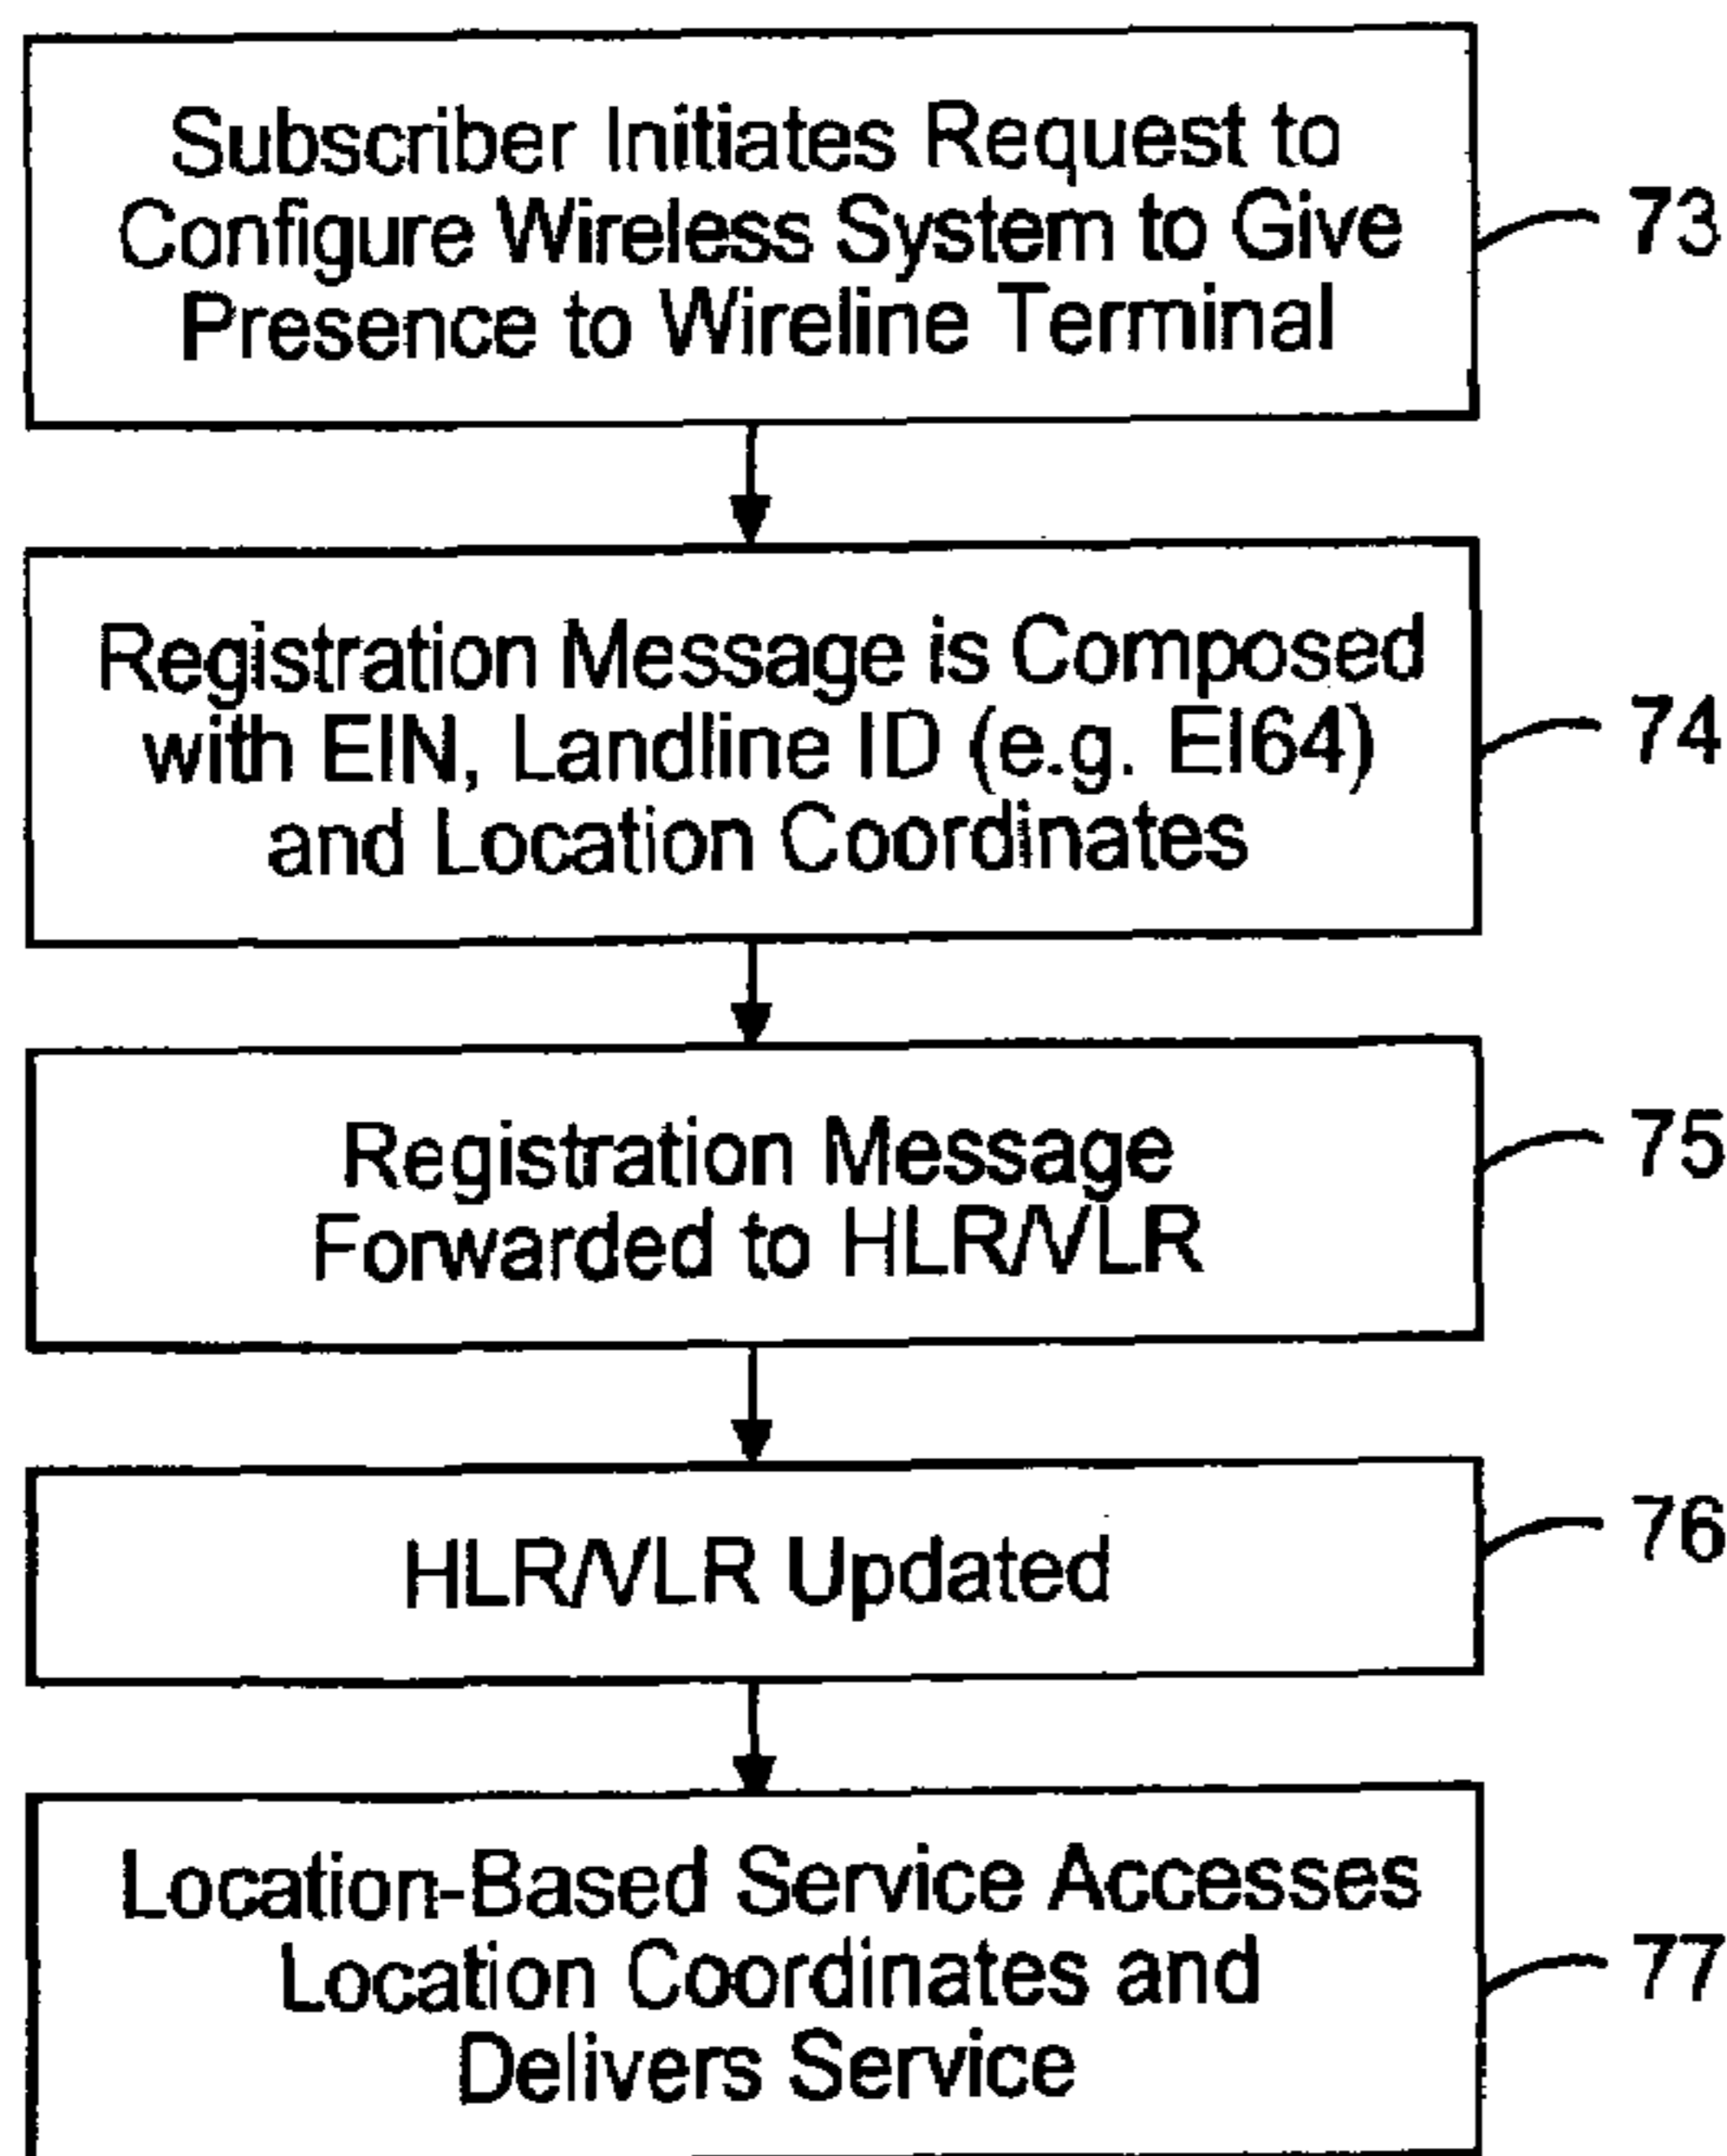 Subscriber Initiates Request to
Configure Wireless System to Give
Presence to Wireline Terminal
73
Registration Message is Composed
with EIN, Landline ID (e.g. EI64)
and Location Coordinates
74
Registration Message
Forwarded to HLR/VLR
75
HLR/VLR Updated
76
Location-Based Service Accesses
Location Coordinates and
Delivers Service
77